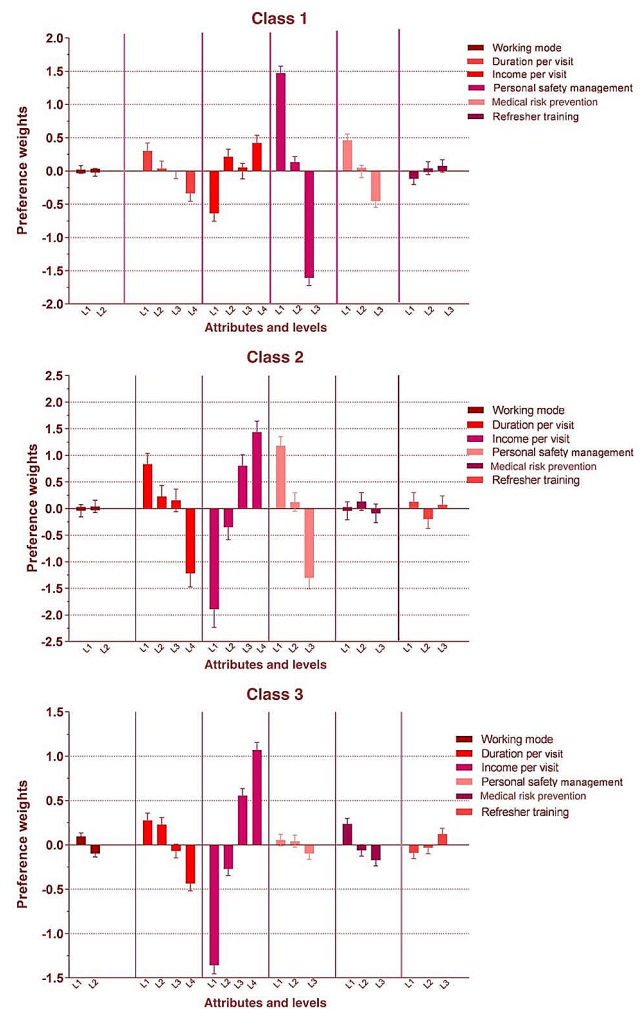 Class 1
Preference weights
2.0
1.5
1.0
0.5
0.0
-0.5
-1.0
-1.5
-2.0
L1 L2 L1 L2 L3 L4 L1 L2 L3 L4 L1 L2 L3 L1 L2 L3 L1 L2 L3
Attributes and levels
Working mode
Duration per visit
Income per visit
Personal safety management
Medical risk prevention
Refresher training
Class 2
Preference weights
2.5
2.0
1.5
1.0
0.5
0.0
-0.5
-1.0
-1.5
-2.0
-2.5
L1 L2 L1 L2 L3 L4 L1 L2 L3 L4 L1 L2 L3 L1 L2 L3 L1 L2 L3
Attributes and levels
Working mode
Duration per visit
Income per visit
Personal safety management
Medical risk prevention
Refresher training
Class 3
Preference weights
1.5
1.0
0.5
0.0
-0.5
-1.0
-1.5
L1 L2 L1 L2 L3 L4 L1 L2 L3 L4 L1 L2 L3 L1 L2 L3 L1 L2 L3
Attributes and levels
Working mode
Duration per visit
Income per visit
Personal safety management
Medical risk prevention
Refresher training